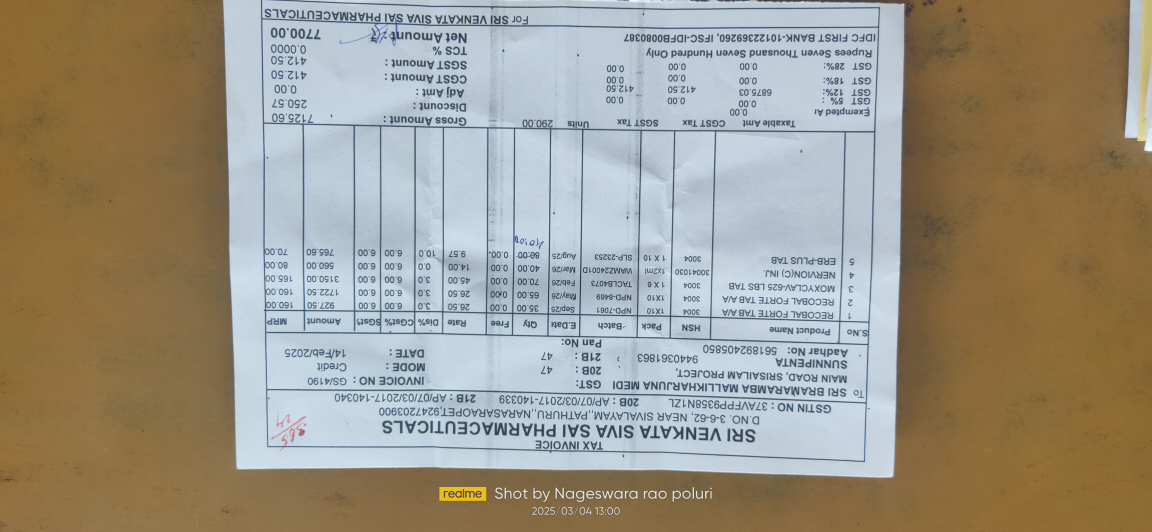 TAX INVOICE
SRI VENKATA SIVA SAI PHARMACEUTICALS
D.NO. 3-6-62, NEAR SIVALAYAM,,PATHURU,,NARASARAOPET,9247200903900
GSTIN NO : 37AVFPP9358N1ZL 20B : AP/07/03/2017-140339 21B : AP/07/03/2017-140340
To SRI BRAMARAMBA MALLIKHARJUNA MEDI GST: INVOICE NO : GS/4190
MAIN ROAD, SRISAILAM PROJECT, 20B : 47 MODE : Credit
SUNNIPENTA 9440361863 21B : 47 DATE : 14/Feb/2025
Aadhar No: 561892405850 Pan No:
S.No Product Name HSN Pack Batch E.Date Qty Free Rate Dis% CGst% SGst% Amount MRP
1 RECOBAL FORTE TAB A/A 3004 1X10 NPD-7061 Sep/25 35.00 0.00 26.50 3.0 6.00 6.00 927.50 160.00
2 RECOBAL FORTE TAB A/A 3004 1X10 NPD-8469 May/26 65.00 0.00 26.50 3.0 6.00 6.00 1722.50 160.00
3 MOXYCLAV-625 LBS TAB 3004 1 X 6 TACLB4073 Feb/26 70.00 0.00 45.00 3.0 6.00 6.00 3150.00 165.00
4 NERVION(C) INJ. 30041030 1x2ml Mar/26 40.00 0.00 14.00 0.0 6.00 6.00 560.00 80.00
5 ERB-PLUS TAB 3004 1 X 10 SLP-23253 Aug/25 80.00 0.00 9.57 10.0 6.00 6.00 765.60 70.00
Units 290.00
Taxable Amt CGST Tax SGST Tax Gross Amount : 7125.60
Exempted Ar 0.00 Discount : 250.57
GST 5% : 0.00 0.00 Adj Amt : 0.00
GST 12%: 6875.03 412.50 412.50 CGST Amount : 412.50
GST 18%: 0.00 0.00 0.00 SGST Amount : 412.50
GST 28%: 0.00 0.00 0.00 TCS % 0.0000
Rupees Seven Thousand Seven Hundred Only Net Amount : 7700.00
IDFC FIRST BANK-10122369260, IFSC-IDFB0080387
For SRI VENKATA SIVA SAI PHARMACEUTICALS
realme Shot by Nageswara rao poluri
2025/03/04 13:00